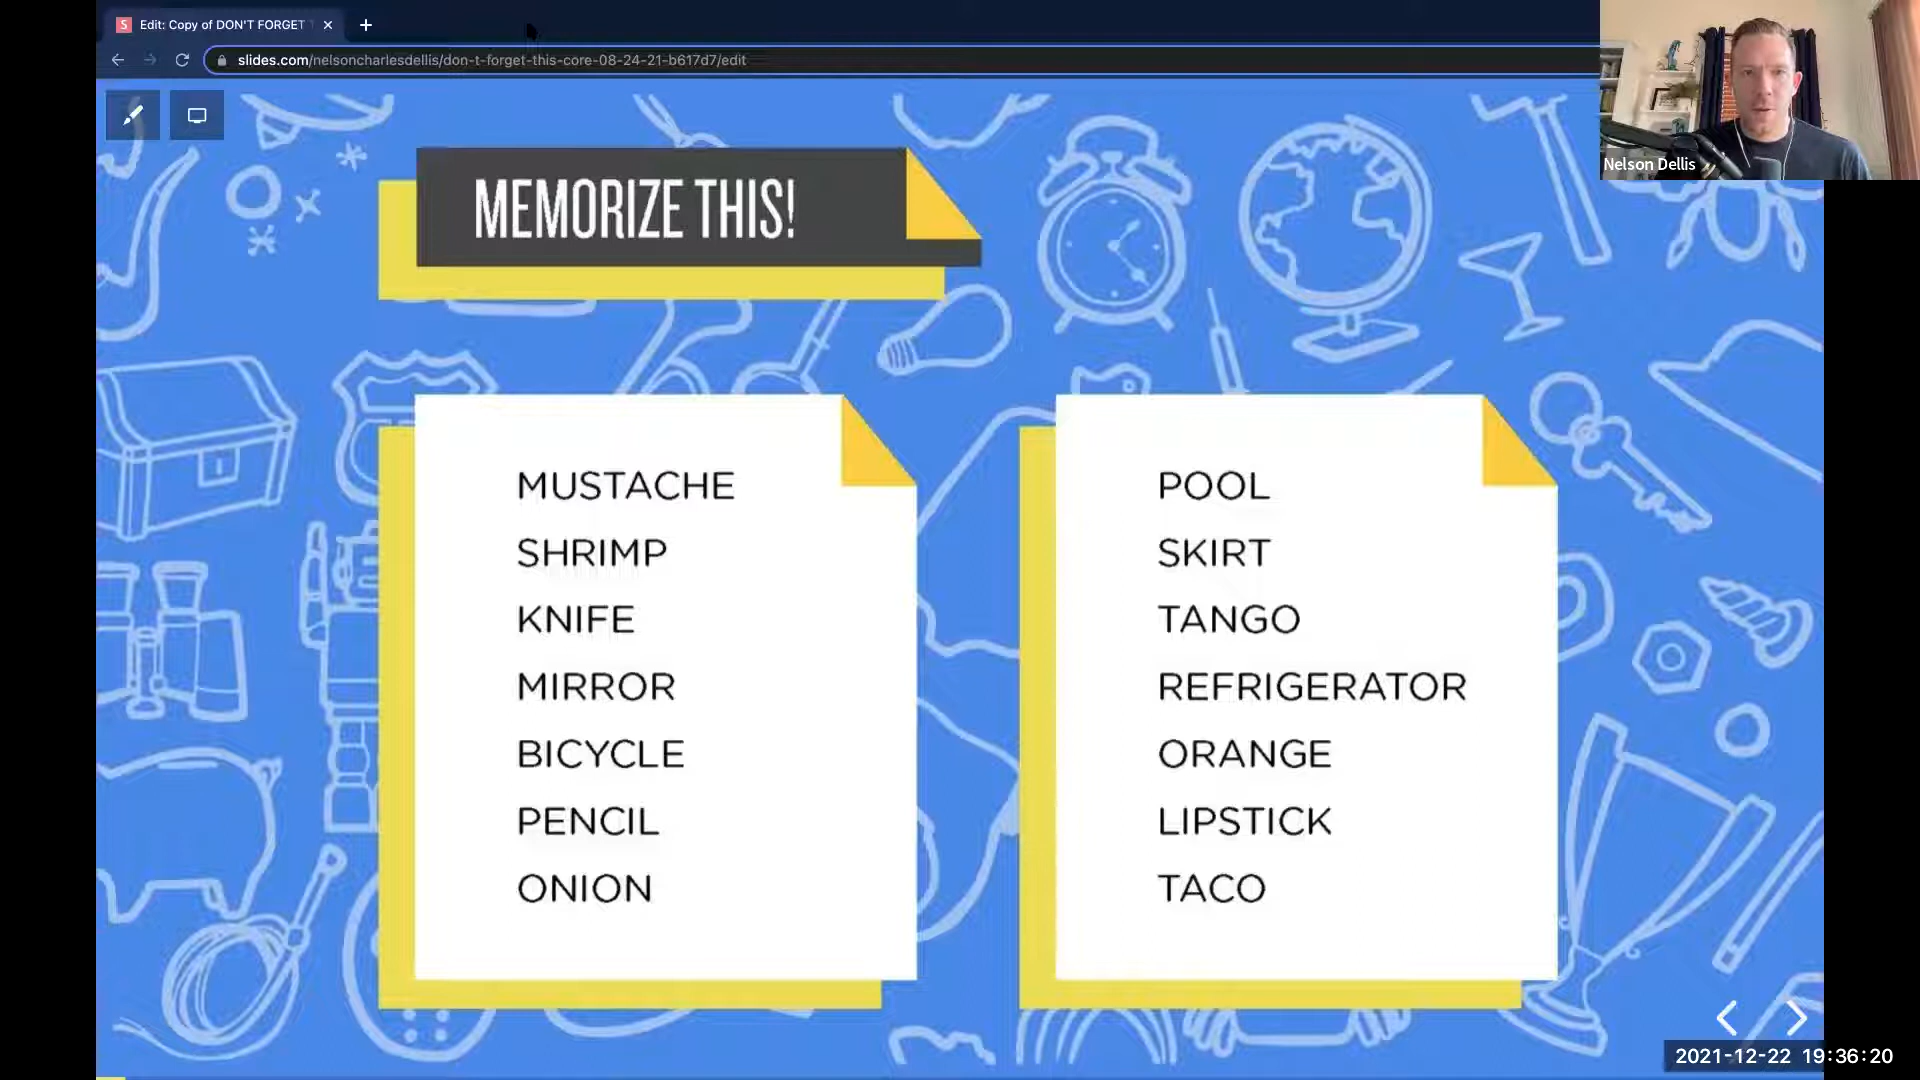 Edit: Copy of DON'T FORGET
slides.com/nelsoncharlesdellis/don-t-forget-this-core-08-24-21-b617d7/edit
Nelson Dellis
MEMORIZE THIS!
MUSTACHE
SHRIMP
KNIFE
MIRROR
BICYCLE
PENCIL
ONION
POOL
SKIRT
TANGO
REFRIGERATOR
ORANGE
LIPSTICK
TACO
2021-12-22 19:36:20